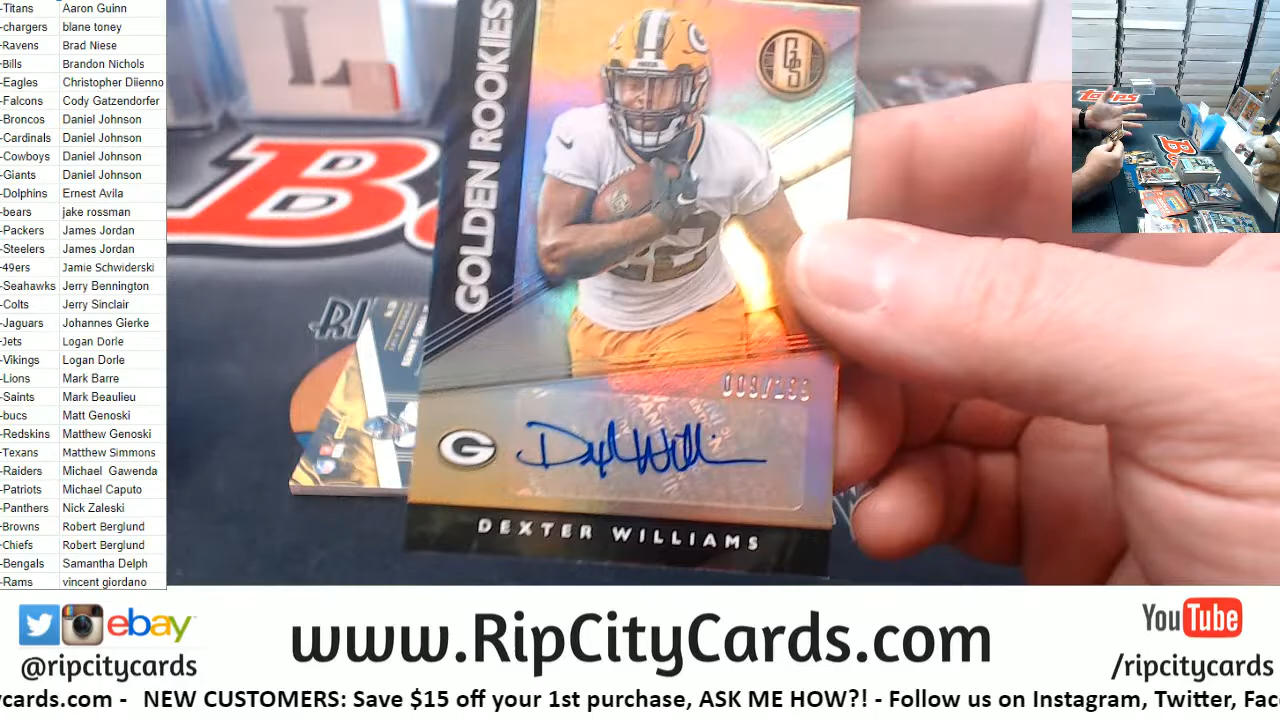 -Titans Aaron Guinn
-chargers blane toney
-Ravens Brad Niese
-Bills Brandon Nichols
-Eagles Christopher Diienno
-Falcons Cody Gatzendorfer
-Broncos Daniel Johnson
-Cardinals Daniel Johnson
-Cowboys Daniel Johnson
-Giants Daniel Johnson
-Dolphins Ernest Avila
-bears jake rossman
-Packers James Jordan
-Steelers James Jordan
-49ers Jamie Schwiderski
-Seahawks Jerry Bennington
-Colts Jerry Sinclair
-Jaguars Johannes Gierke
-Jets Logan Dorle
-Vikings Logan Dorle
-Lions Mark Barre
-Saints Mark Beaulieu
-bucs Matt Genoski
-Redskins Matthew Genoski
-Texans Matthew Simmons
-Raiders Michael Gawenda
-Patriots Michael Caputo
-Panthers Nick Zaleski
-Browns Robert Berglund
-Chiefs Robert Berglund
-Bengals Samantha Delph
-Rams vincent giordano
GOLDEN ROOKIES
GS
G
DEXTER WILLIAMS
L
Topps
ebay
@ripcitycards
www.RipCityCards.com
YouTube
/ripcitycards
ycards.com - NEW CUSTOMERS: Save $15 off your 1st purchase, ASK ME HOW?! - Follow us on Instagram, Twitter, Fac